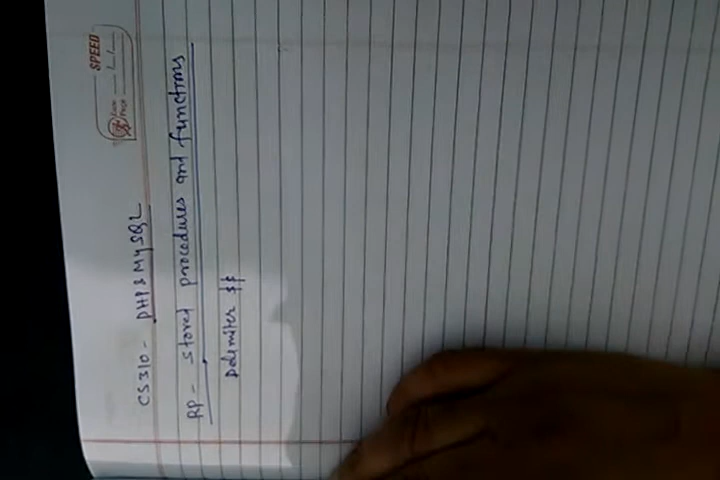 SPEED
CS310 - PHP & MySQL
RP - stored procedures and functions
Delimiter $$